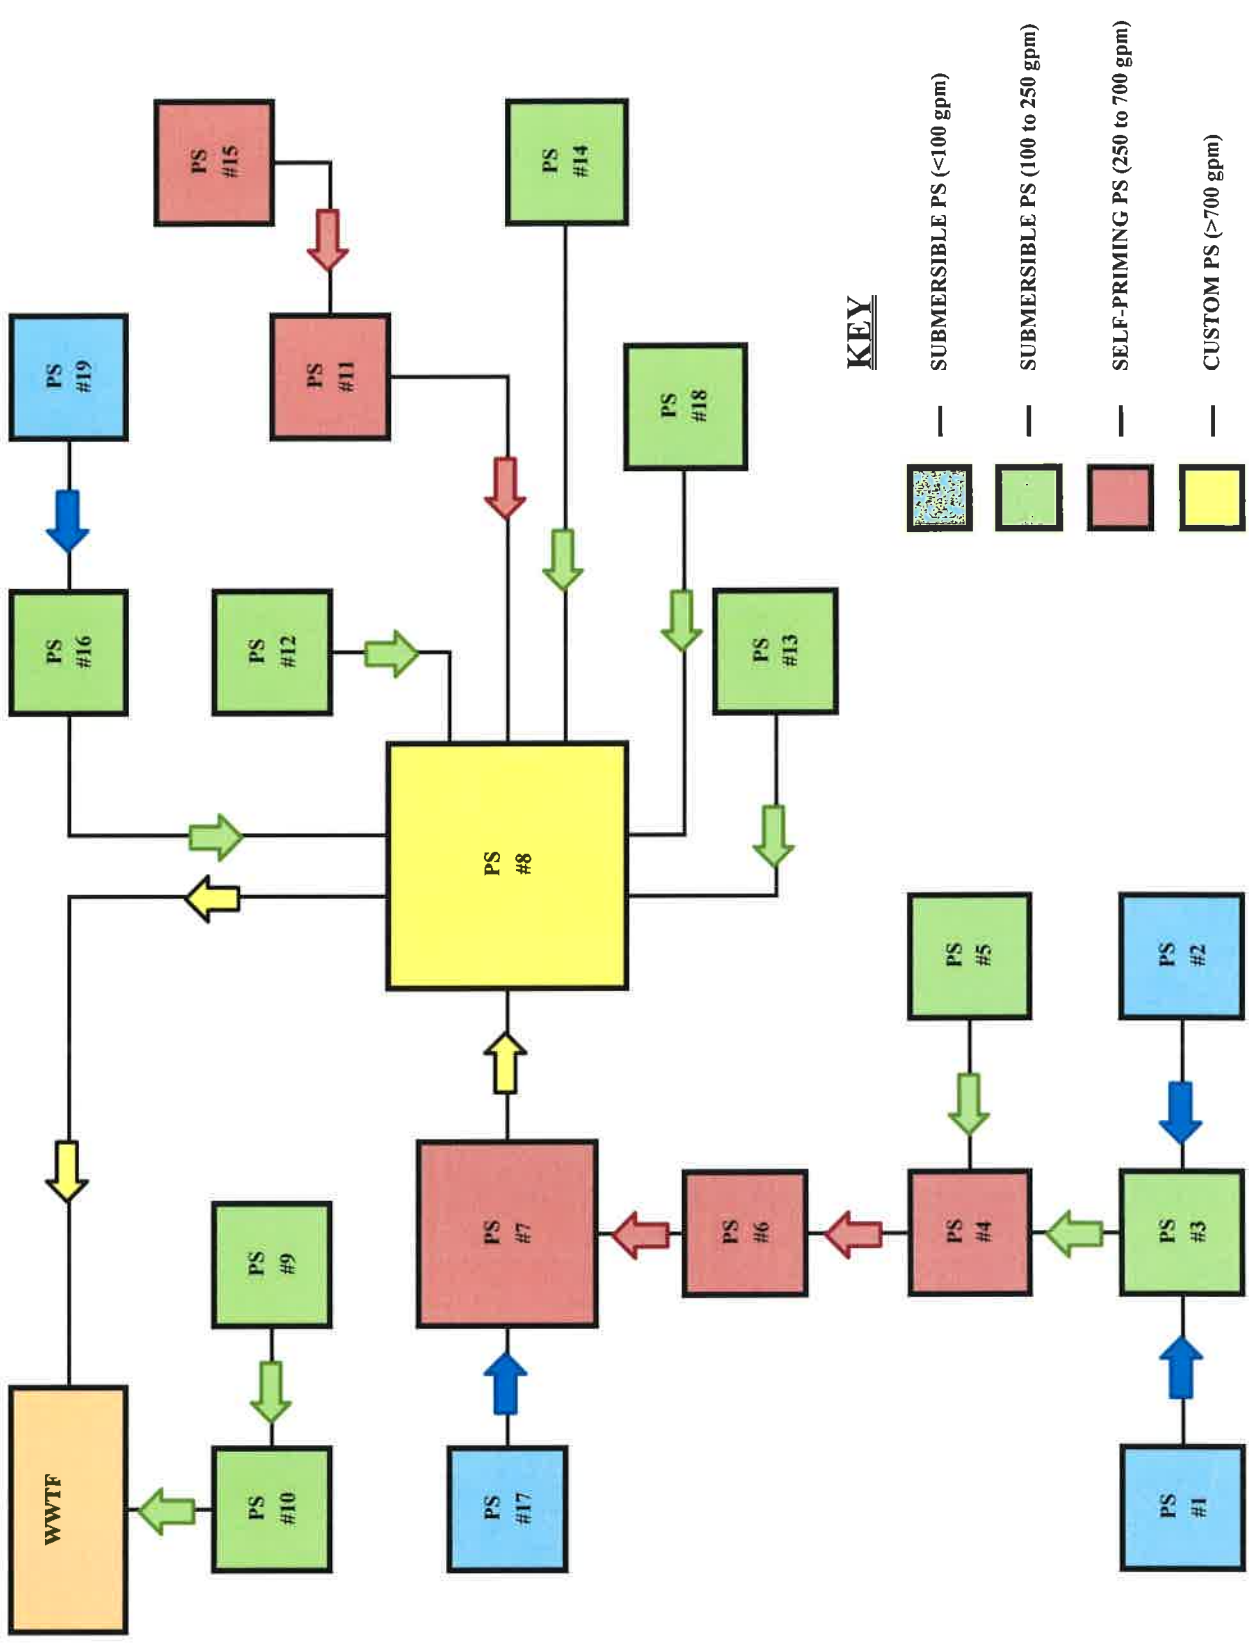 WWTF
PS
#16
PS
#19
PS
#10
PS
#9
PS
#12
PS
#15
PS
#11
PS
#17
PS
#7
PS
#8
PS
#14
PS
#18
PS
#6
PS
#13
PS
#4
PS
#5
PS
#1
PS
#3
PS
#2
KEY
— SUBMERSIBLE PS (<100 gpm)
— SUBMERSIBLE PS (100 to 250 gpm)
— SELF-PRIMING PS (250 to 700 gpm)
— CUSTOM PS (>700 gpm)